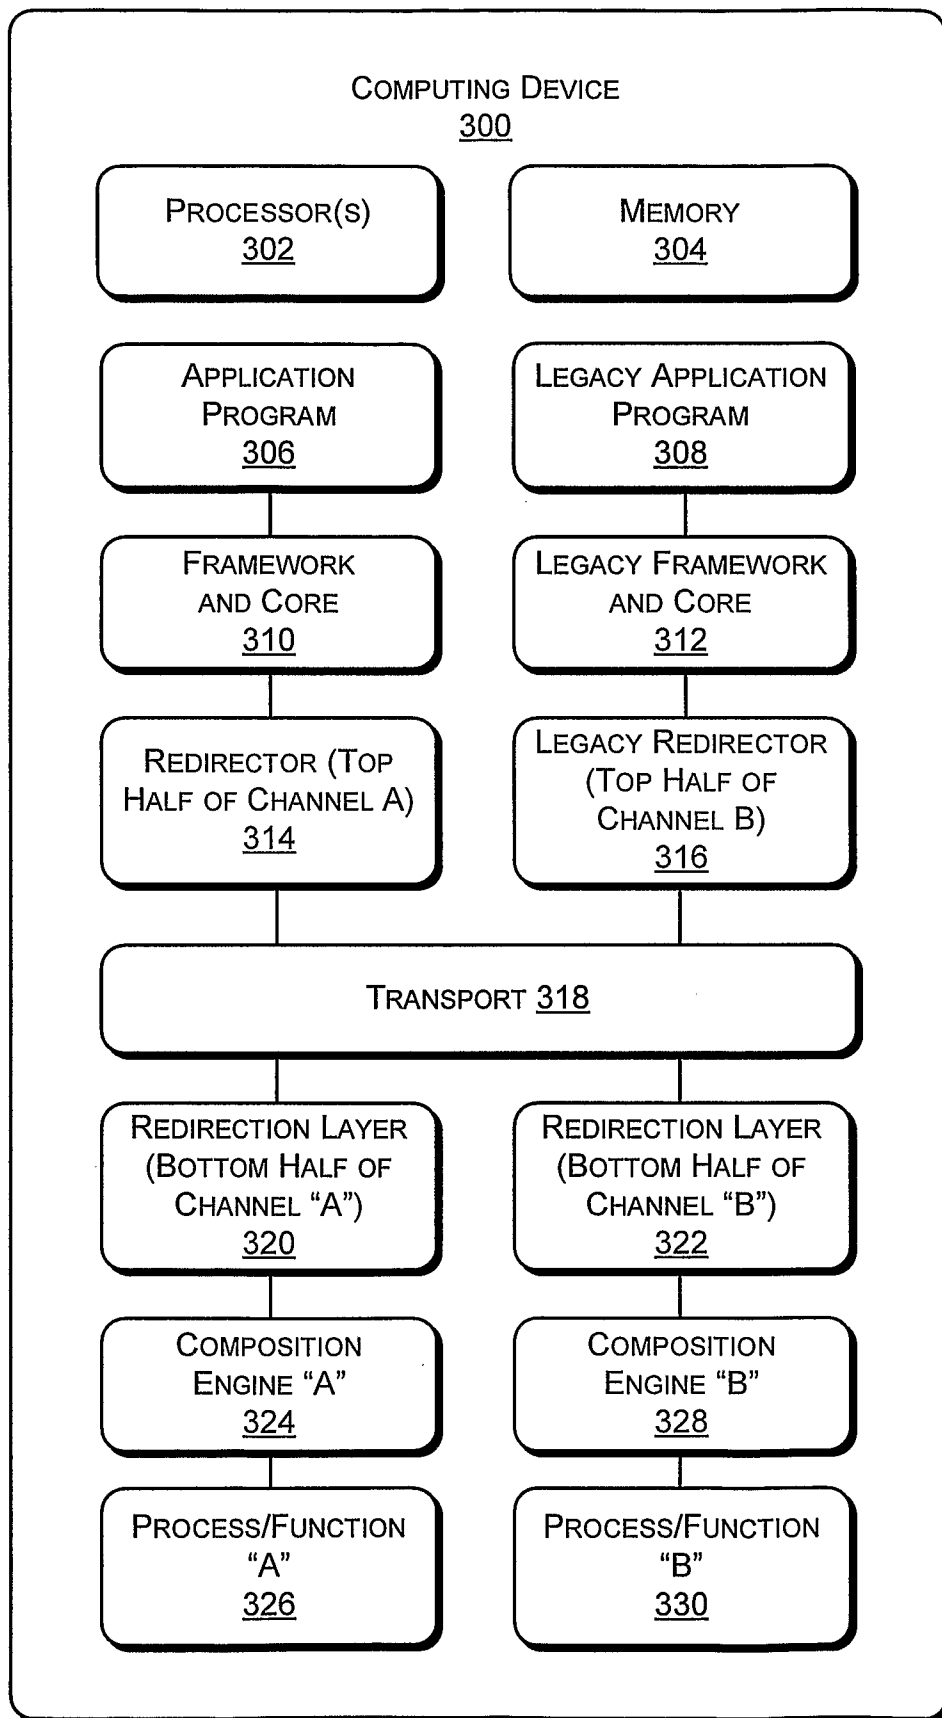 COMPUTING DEVICE
300
PROCESSOR(S)
302
MEMORY
304
APPLICATION
PROGRAM
306
LEGACY APPLICATION
PROGRAM
308
FRAMEWORK
AND CORE
310
LEGACY FRAMEWORK
AND CORE
312
REDIRECTOR (TOP
HALF OF CHANNEL A)
314
LEGACY REDIRECTOR
(TOP HALF OF
CHANNEL B)
316
TRANSPORT 318
REDIRECTION LAYER
(BOTTOM HALF OF
CHANNEL “A”)
320
REDIRECTION LAYER
(BOTTOM HALF OF
CHANNEL “B”)
322
COMPOSITION
ENGINE “A”
324
COMPOSITION
ENGINE “B”
328
PROCESS/FUNCTION
“A”
326
PROCESS/FUNCTION
“B”
330